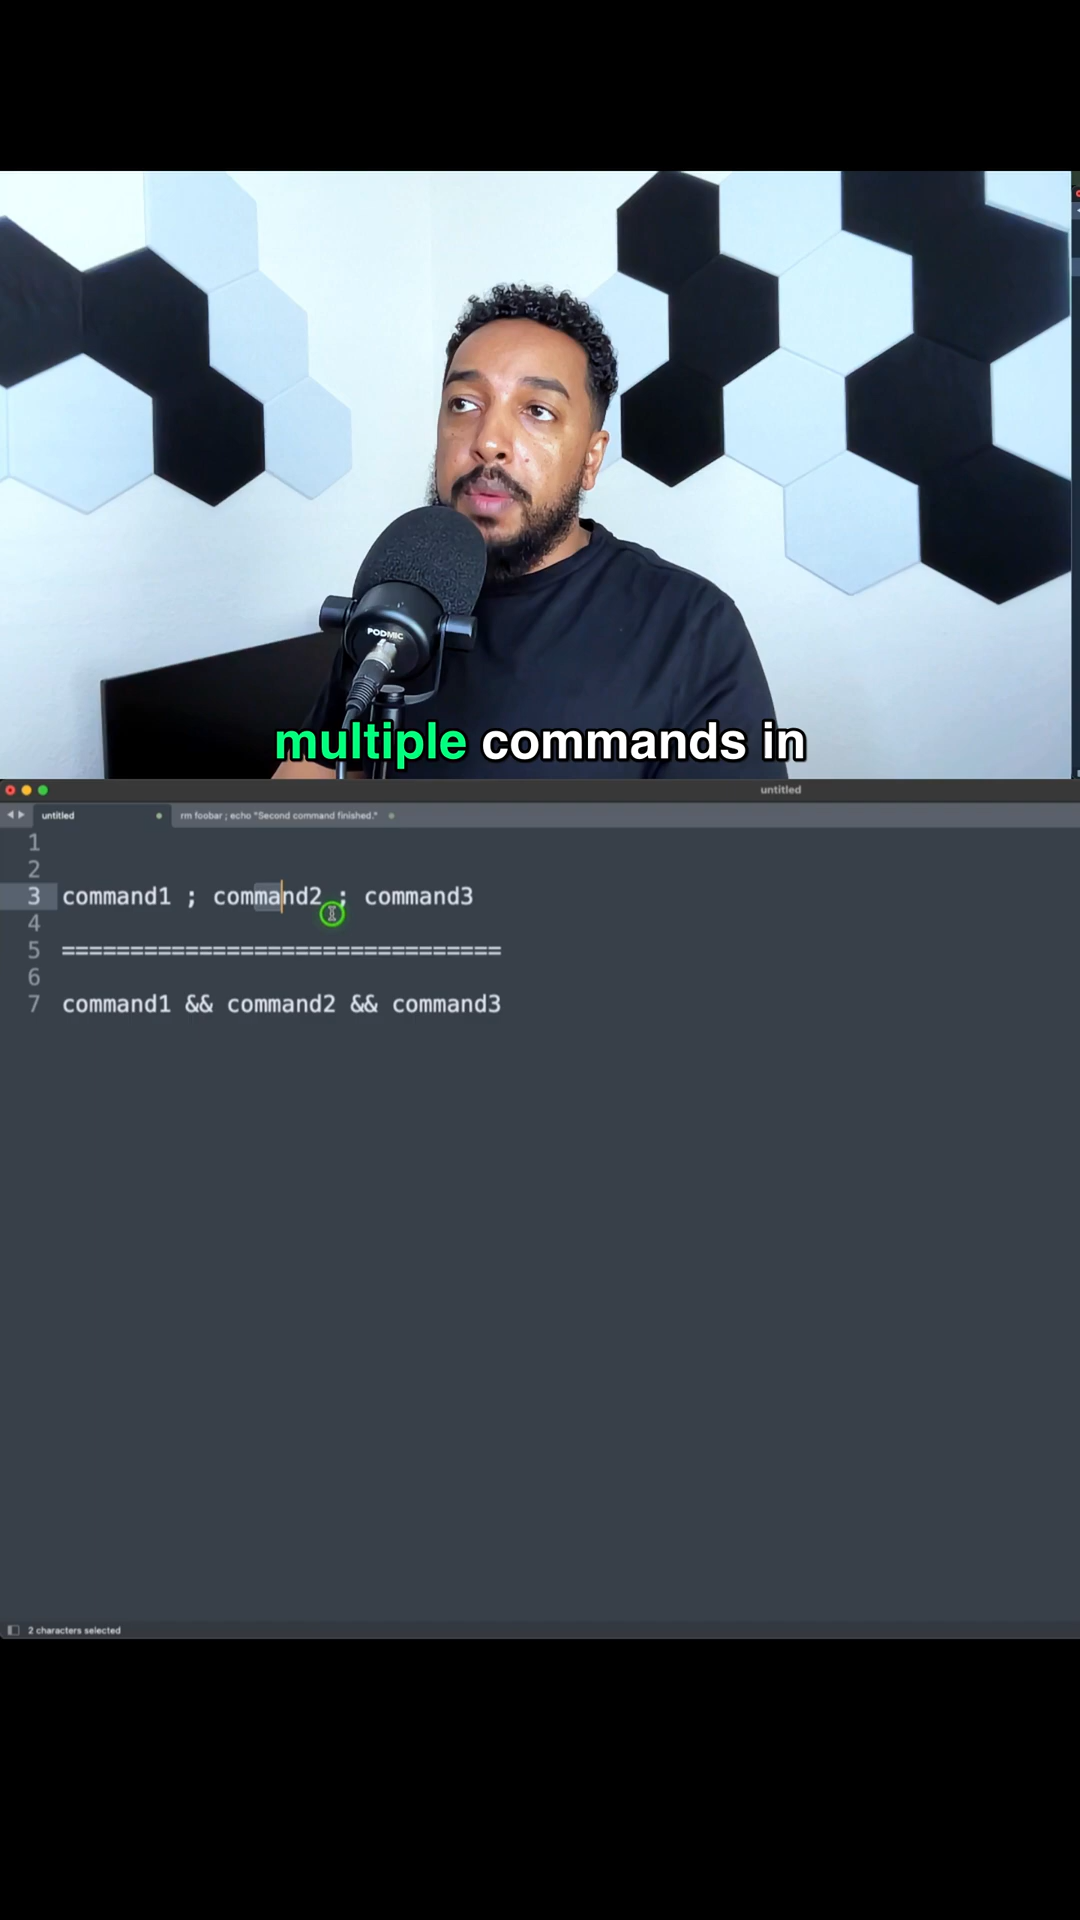 PODMIC
multiple commands in
untitled
untitled
rm foobar ; echo "Second command finished."
1
2
3 command1 ; command2 ; command3
4
5 ================================
6
7 command1 && command2 && command3
2 characters selected